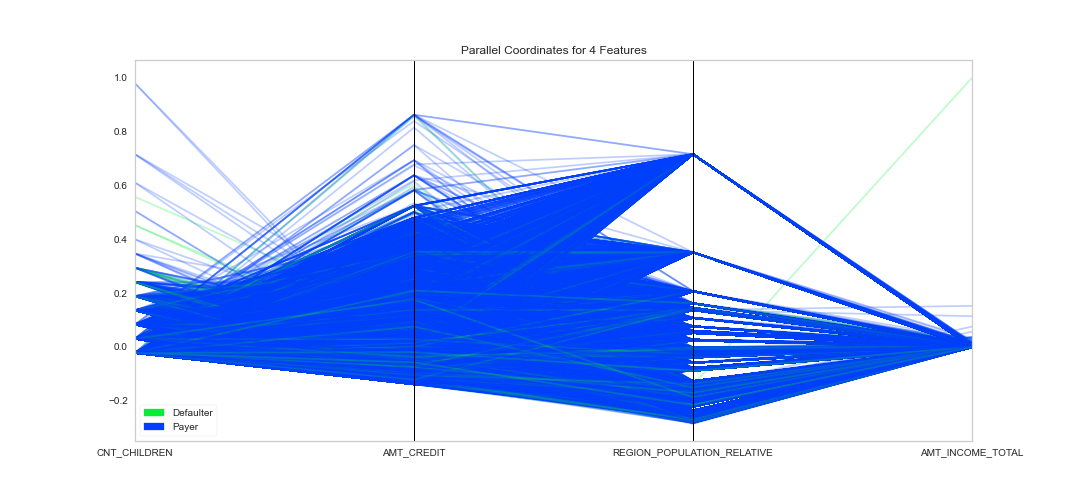 Parallel Coordinates for 4 Features
1.0
0.8
0.6
0.4
0.2
0.0
−0.2
Defaulter
Payer
CNT_CHILDREN AMT_CREDIT REGION_POPULATION_RELATIVE AMT_INCOME_TOTAL